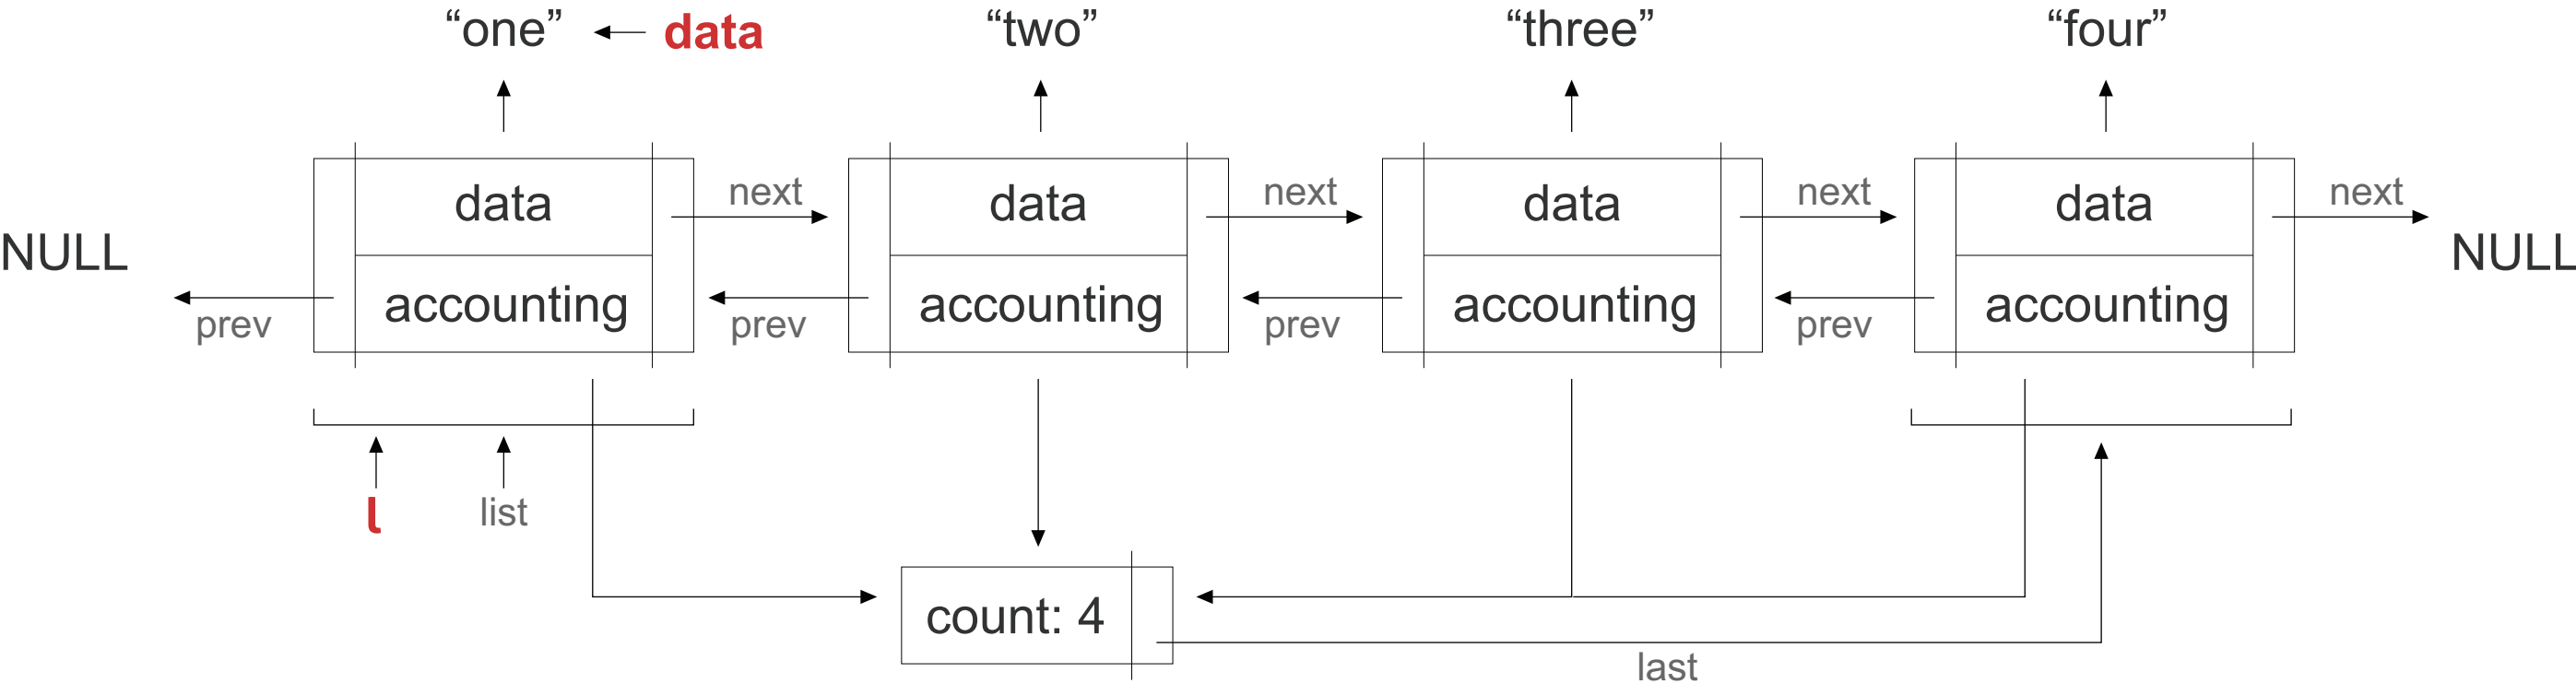 “one” data “two” “three” “four”
data next data next data next data next
NULL NULL
prev accounting prev accounting prev accounting prev accounting
l list
count: 4
last